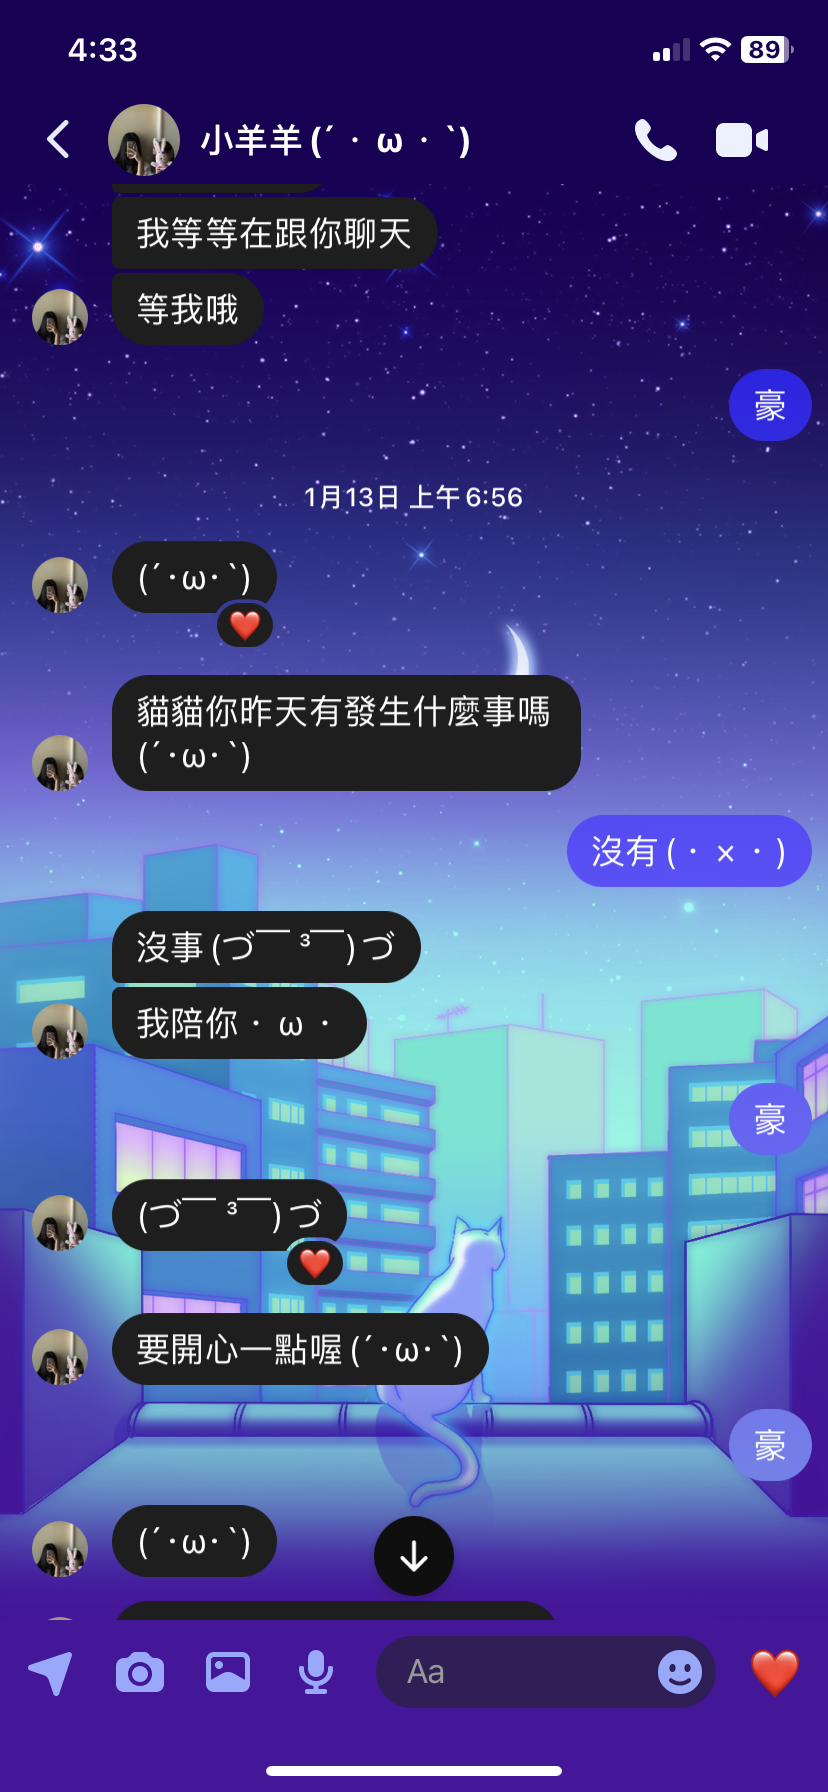 4:33
89
小羊羊 (´・ω・`)
我等等在跟你聊天
等我哦
豪
1月13日 上午6:56
(´･ω･`)
貓貓你昨天有發生什麼事嗎
(´･ω･`)
沒有 (・×・)
沒事 (づ￣ ³￣)づ
我陪你・ω・
豪
(づ￣ ³￣)づ
要開心一點喔 (´･ω･`)
豪
(´･ω･`)
Aa